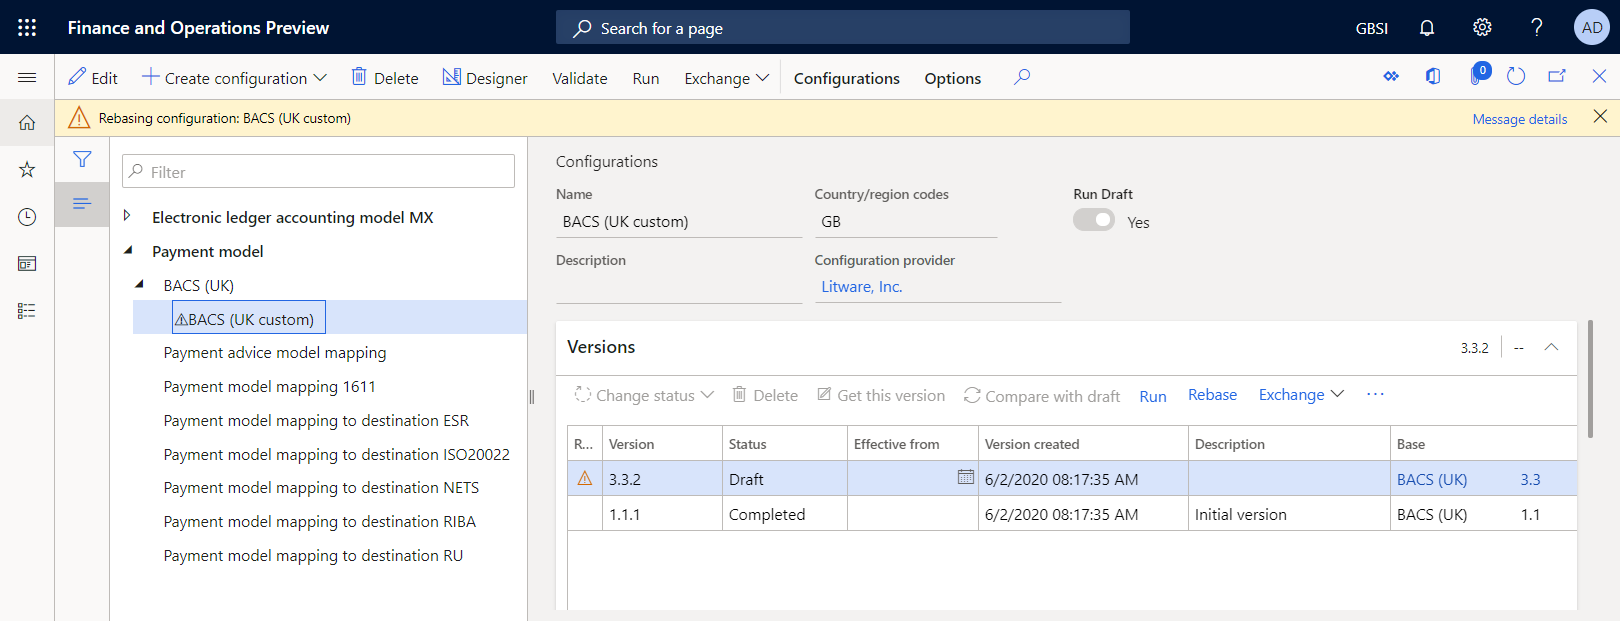 Finance and Operations Preview
Search for a page
GBSI
AD
Edit
Create configuration
Delete
Designer
Validate
Run
Exchange
Configurations
Options
0
Rebasing configuration: BACS (UK custom)
Message details
Filter
Electronic ledger accounting model MX
Payment model
BACS (UK)
BACS (UK custom)
Payment advice model mapping
Payment model mapping 1611
Payment model mapping to destination ESR
Payment model mapping to destination ISO20022
Payment model mapping to destination NETS
Payment model mapping to destination RIBA
Payment model mapping to destination RU
Configurations
Name
Country/region codes
Run Draft
BACS (UK custom)
GB
Yes
Description
Configuration provider
Litware, Inc.
Versions
3.3.2
--
Change status
Delete
Get this version
Compare with draft
Run
Rebase
Exchange
···
R... Version Status Effective from Version created Description Base
3.3.2 Draft 6/2/2020 08:17:35 AM BACS (UK) 3.3
1.1.1 Completed 6/2/2020 08:17:35 AM Initial version BACS (UK) 1.1